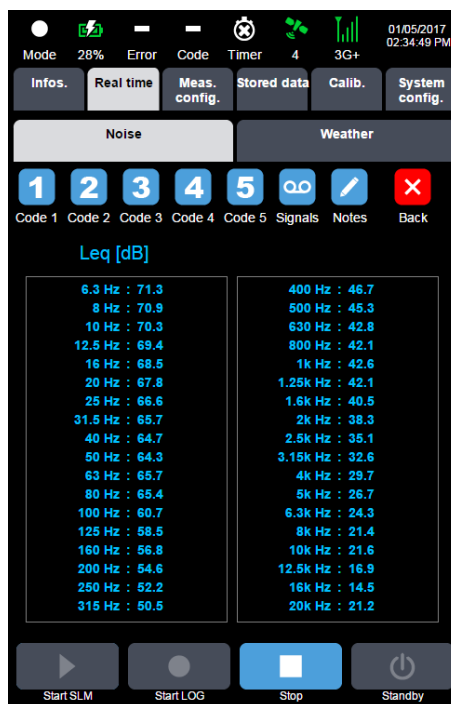 01/05/2017
02:34:49 PM
Mode 28% Error Code Timer 4 3G+
Infos. Real time Meas. config. Stored data Calib. System config.
Noise Weather
1 2 3 4 5
Code 1 Code 2 Code 3 Code 4 Code 5 Signals Notes Back
Leq [dB]
6.3 Hz : 71.3
8 Hz : 70.9
10 Hz : 70.3
12.5 Hz : 69.4
16 Hz : 68.5
20 Hz : 67.8
25 Hz : 66.6
31.5 Hz : 65.7
40 Hz : 64.7
50 Hz : 64.3
63 Hz : 65.7
80 Hz : 65.4
100 Hz : 60.7
125 Hz : 58.5
160 Hz : 56.8
200 Hz : 54.6
250 Hz : 52.2
315 Hz : 50.5
400 Hz : 46.7
500 Hz : 45.3
630 Hz : 42.8
800 Hz : 42.1
1k Hz : 42.6
1.25k Hz : 42.1
1.6k Hz : 40.5
2k Hz : 38.3
2.5k Hz : 35.1
3.15k Hz : 32.6
4k Hz : 29.7
5k Hz : 26.7
6.3k Hz : 24.3
8k Hz : 21.4
10k Hz : 21.6
12.5k Hz : 16.9
16k Hz : 14.5
20k Hz : 21.2
Start SLM Start LOG Stop Standby